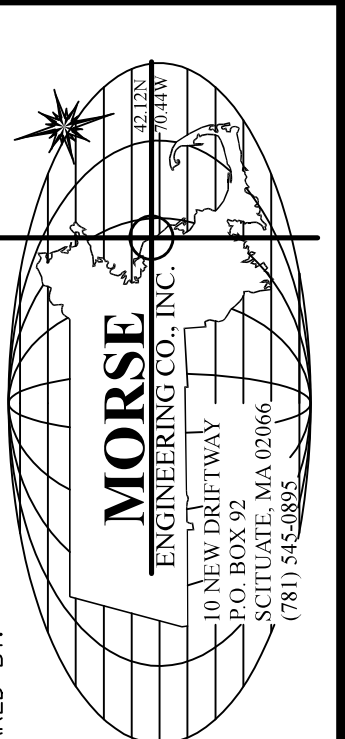 42.12N
70.44W
MORSE
ENGINEERING CO., INC.
10 NEW DRIFTWAY
P.O. BOX 92
SCITUATE, MA 02066
(781) 545-0895